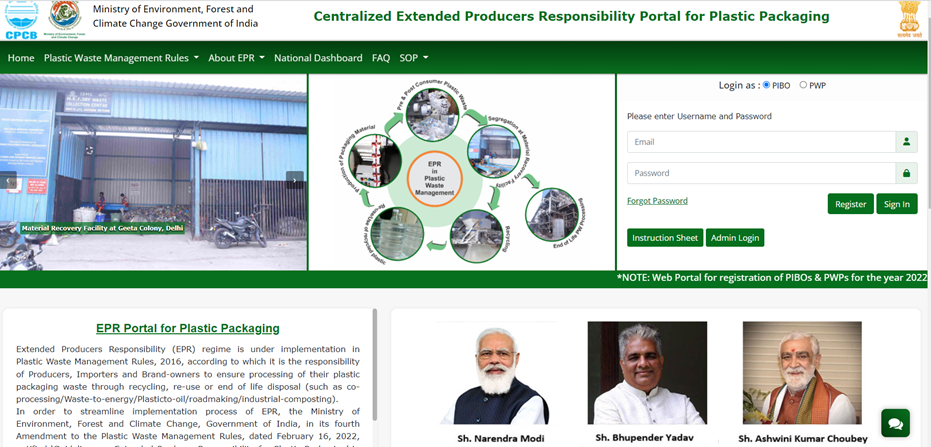 Ministry of Environment, Forest and
Climate Change Government of India
Centralized Extended Producers Responsibility Portal for Plastic Packaging
CPCB
Home Plastic Waste Management Rules About EPR National Dashboard FAQ SOP
Material Recovery Facility at Geeta Colony, Delhi
Pre & Post Consumer Plastic Waste
Segregation at Material Recovery Facility
End of Life PW Processing
Recycling
Production of Packaging Material
EPR
in
Plastic
Waste
Management
Login as : PIBO PWP
Please enter Username and Password
Email
Password
Forgot Password
Register Sign In
Instruction Sheet Admin Login
*NOTE: Web Portal for registration of PIBOs & PWPs for the year 2022
EPR Portal for Plastic Packaging
Extended Producers Responsibility (EPR) regime is under implementation in
Plastic Waste Management Rules, 2016, according to which it is the responsibility
of Producers, Importers and Brand-owners to ensure processing of their plastic
packaging waste through recycling, re-use or end of life disposal (such as co-
processing/Waste-to-energy/Plasticto-oil/roadmaking/industrial-composting).
In order to streamline implementation process of EPR, the Ministry of
Environment, Forest and Climate Change, Government of India, in its fourth
Amendment to the Plastic Waste Management Rules, dated February 16, 2022,
Sh. Narendra Modi
Sh. Bhupender Yadav
Sh. Ashwini Kumar Choubey